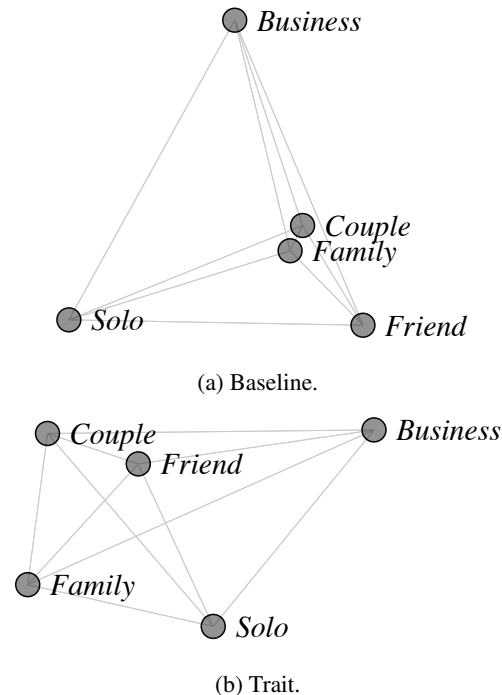 Business
Couple
Family
Solo
Friend
(a) Baseline.
Couple
Business
Friend
Family
Solo
(b) Trait.